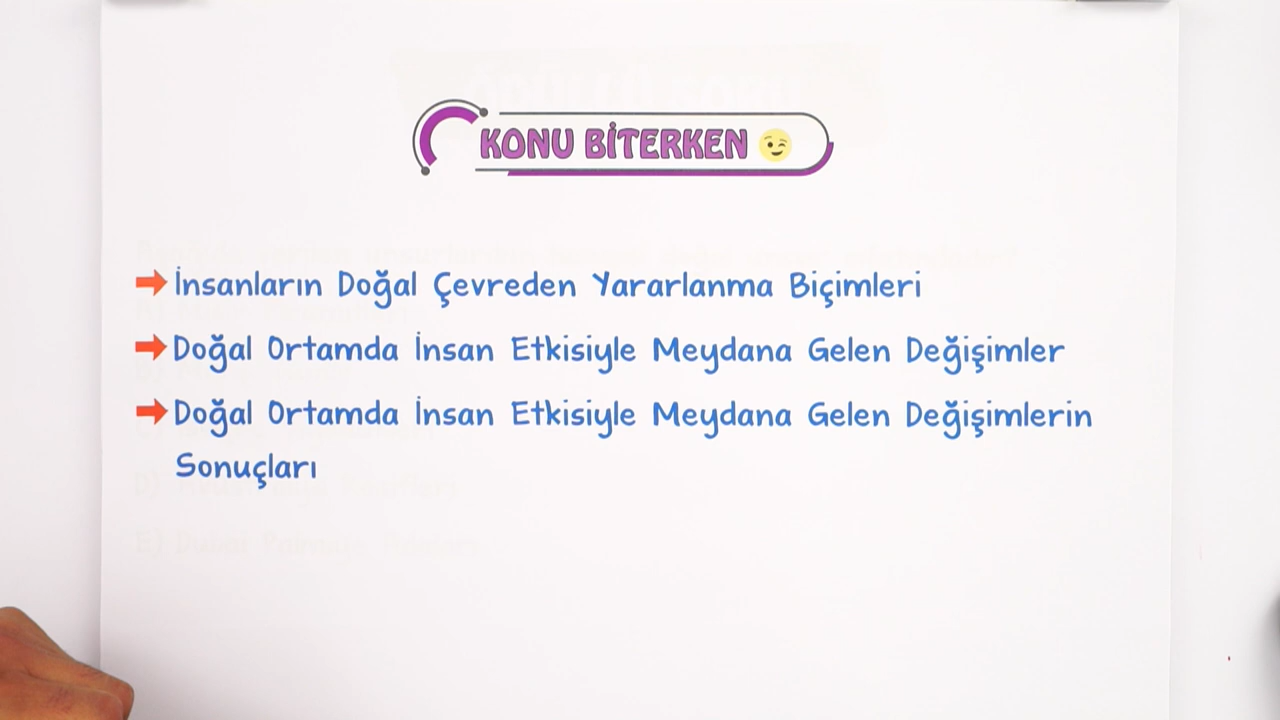 KONU BİTERKEN
İnsanların Doğal Çevreden Yararlanma Biçimleri
Doğal Ortamda İnsan Etkisiyle Meydana Gelen Değişimler
Doğal Ortamda İnsan Etkisiyle Meydana Gelen Değişimlerin
Sonuçları